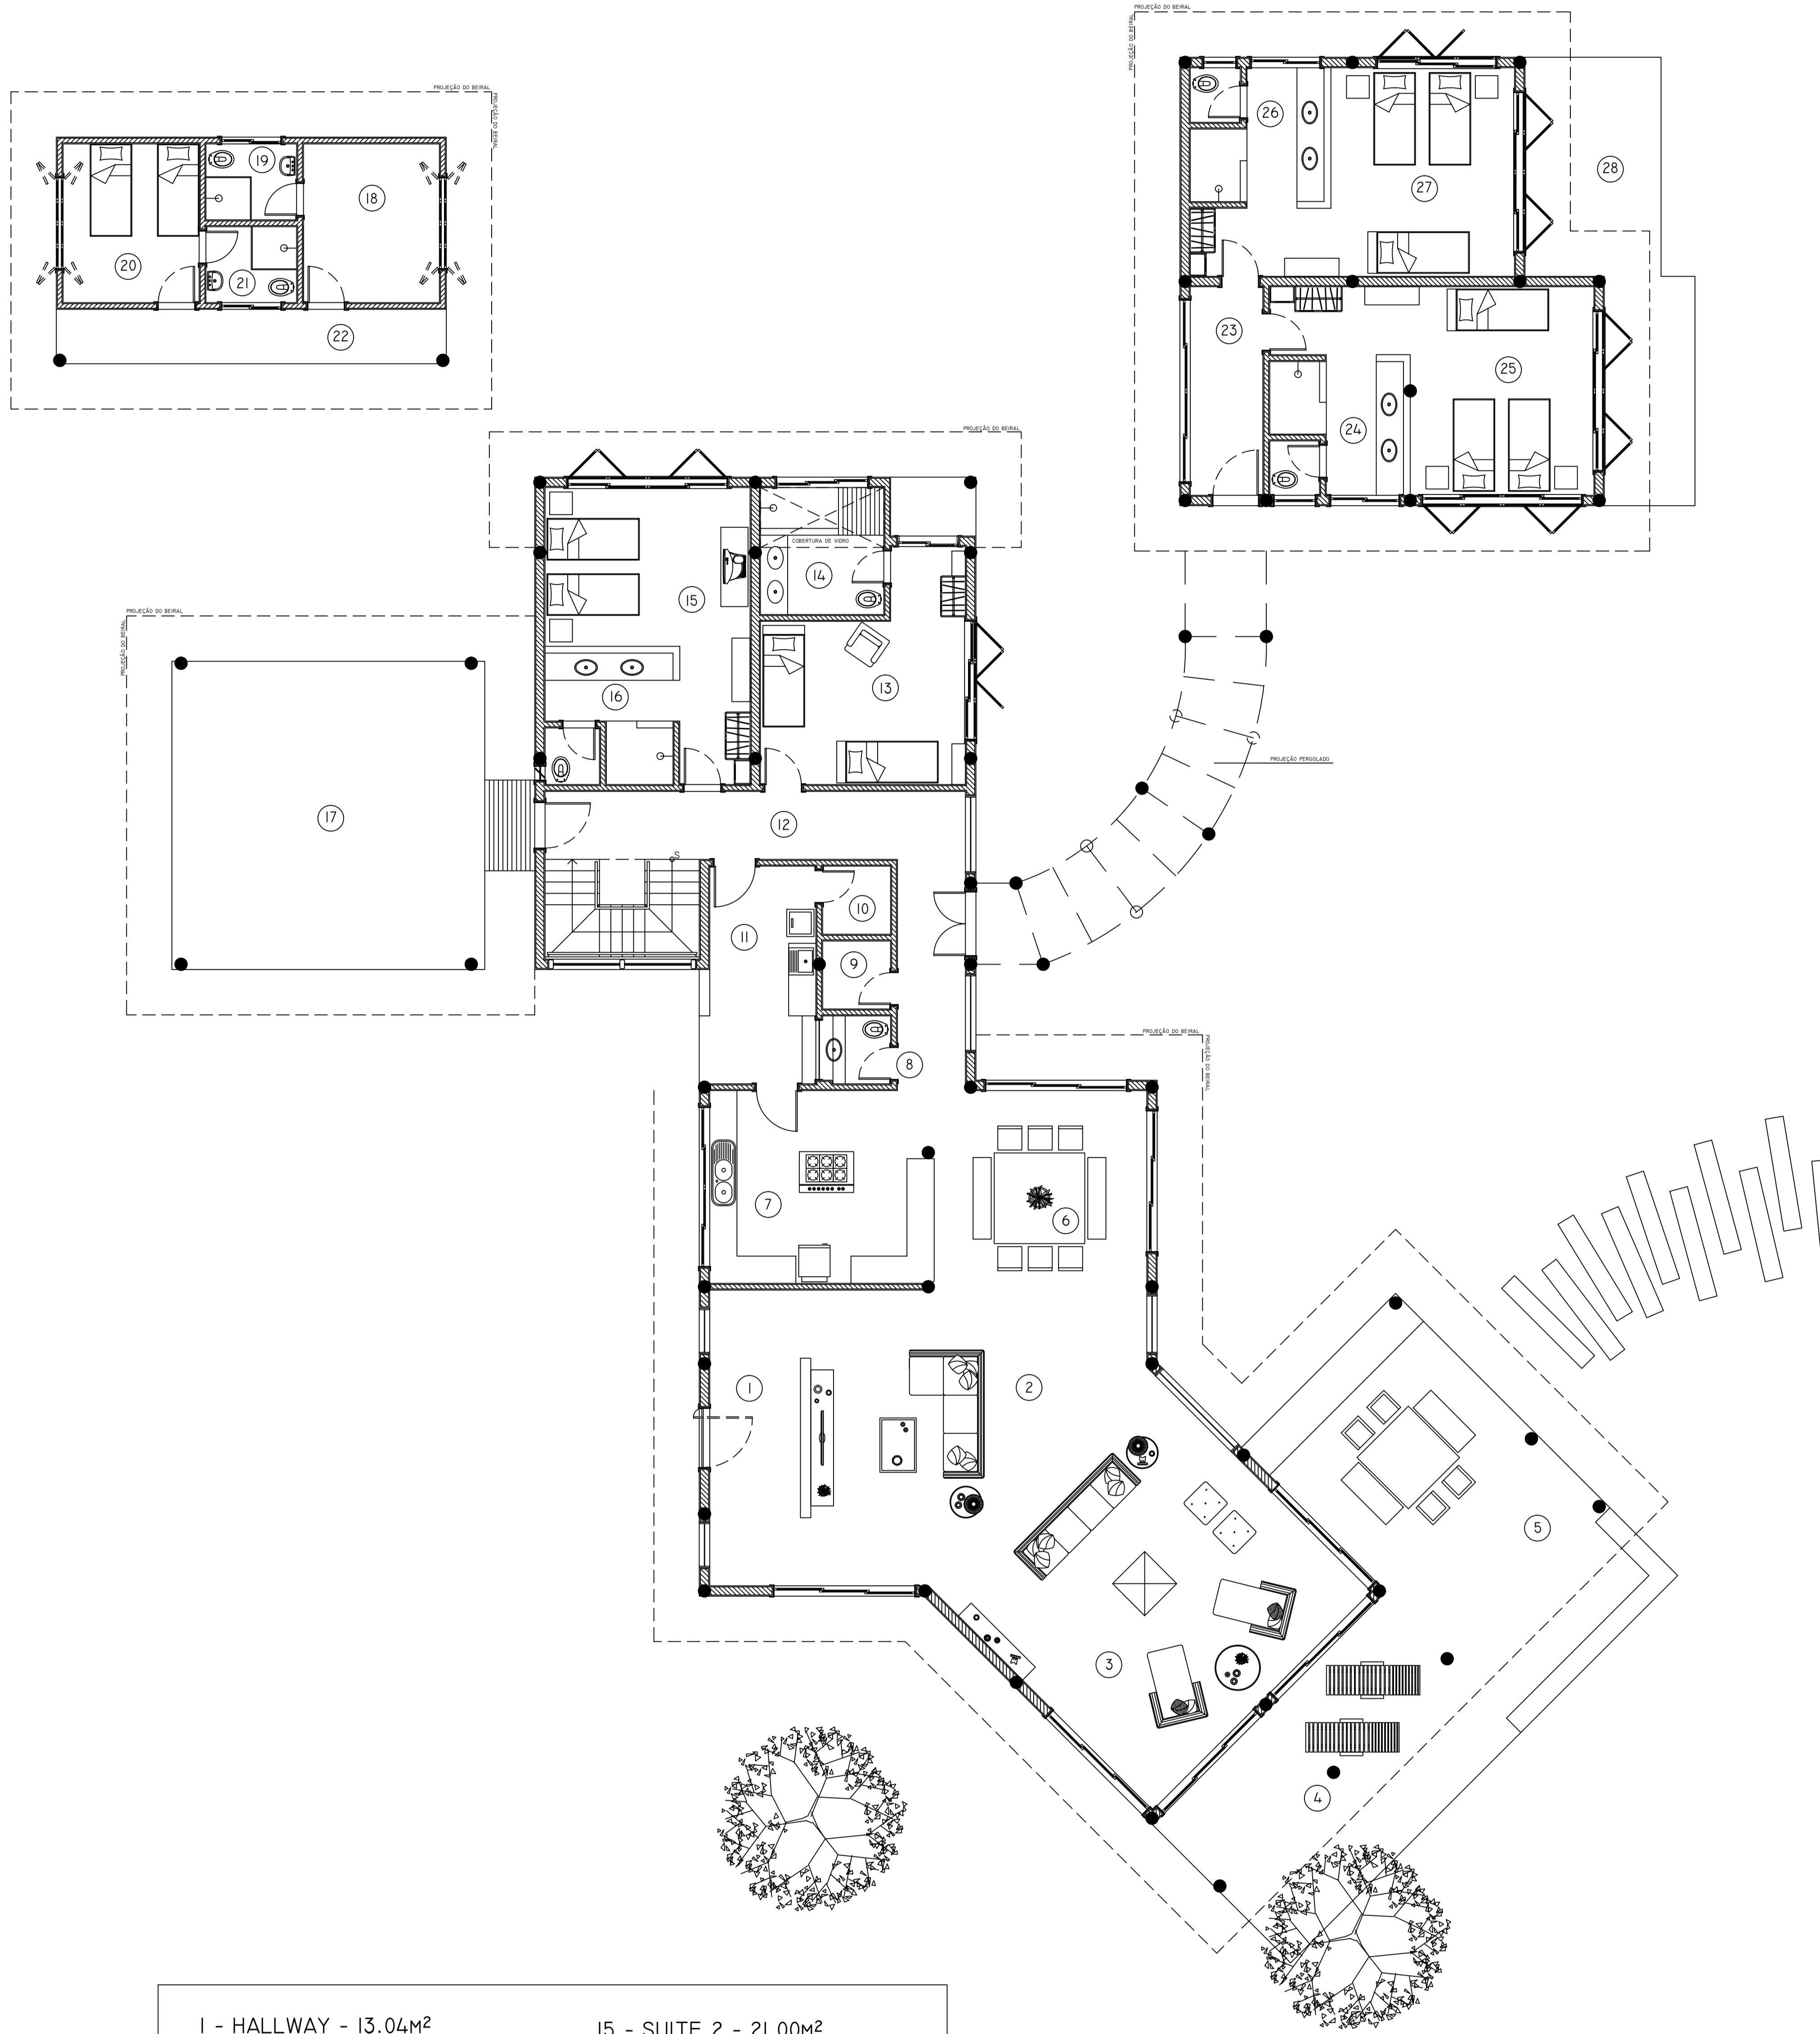 PROJEÇÃO DO BEIRAL
PROJEÇÃO DO BEIRAL
26
27
28
23
25
24
PROJEÇÃO DO BEIRAL
PROJEÇÃO DO BEIRAL
19
18
20
21
22
PROJEÇÃO DO BEIRAL
COBERTURA DE VIDRO
14
15
13
16
PROJEÇÃO DO BEIRAL
PROJEÇÃO DO BEIRAL
17
12
S
PROJEÇÃO PERGOLADO
10
11
9
8
PROJEÇÃO DO BEIRAL
PROJEÇÃO DO BEIRAL
7
6
1
2
5
3
4
1 - HALLWAY - 13.04M²
15 - SUITE 2 - 21.00M²